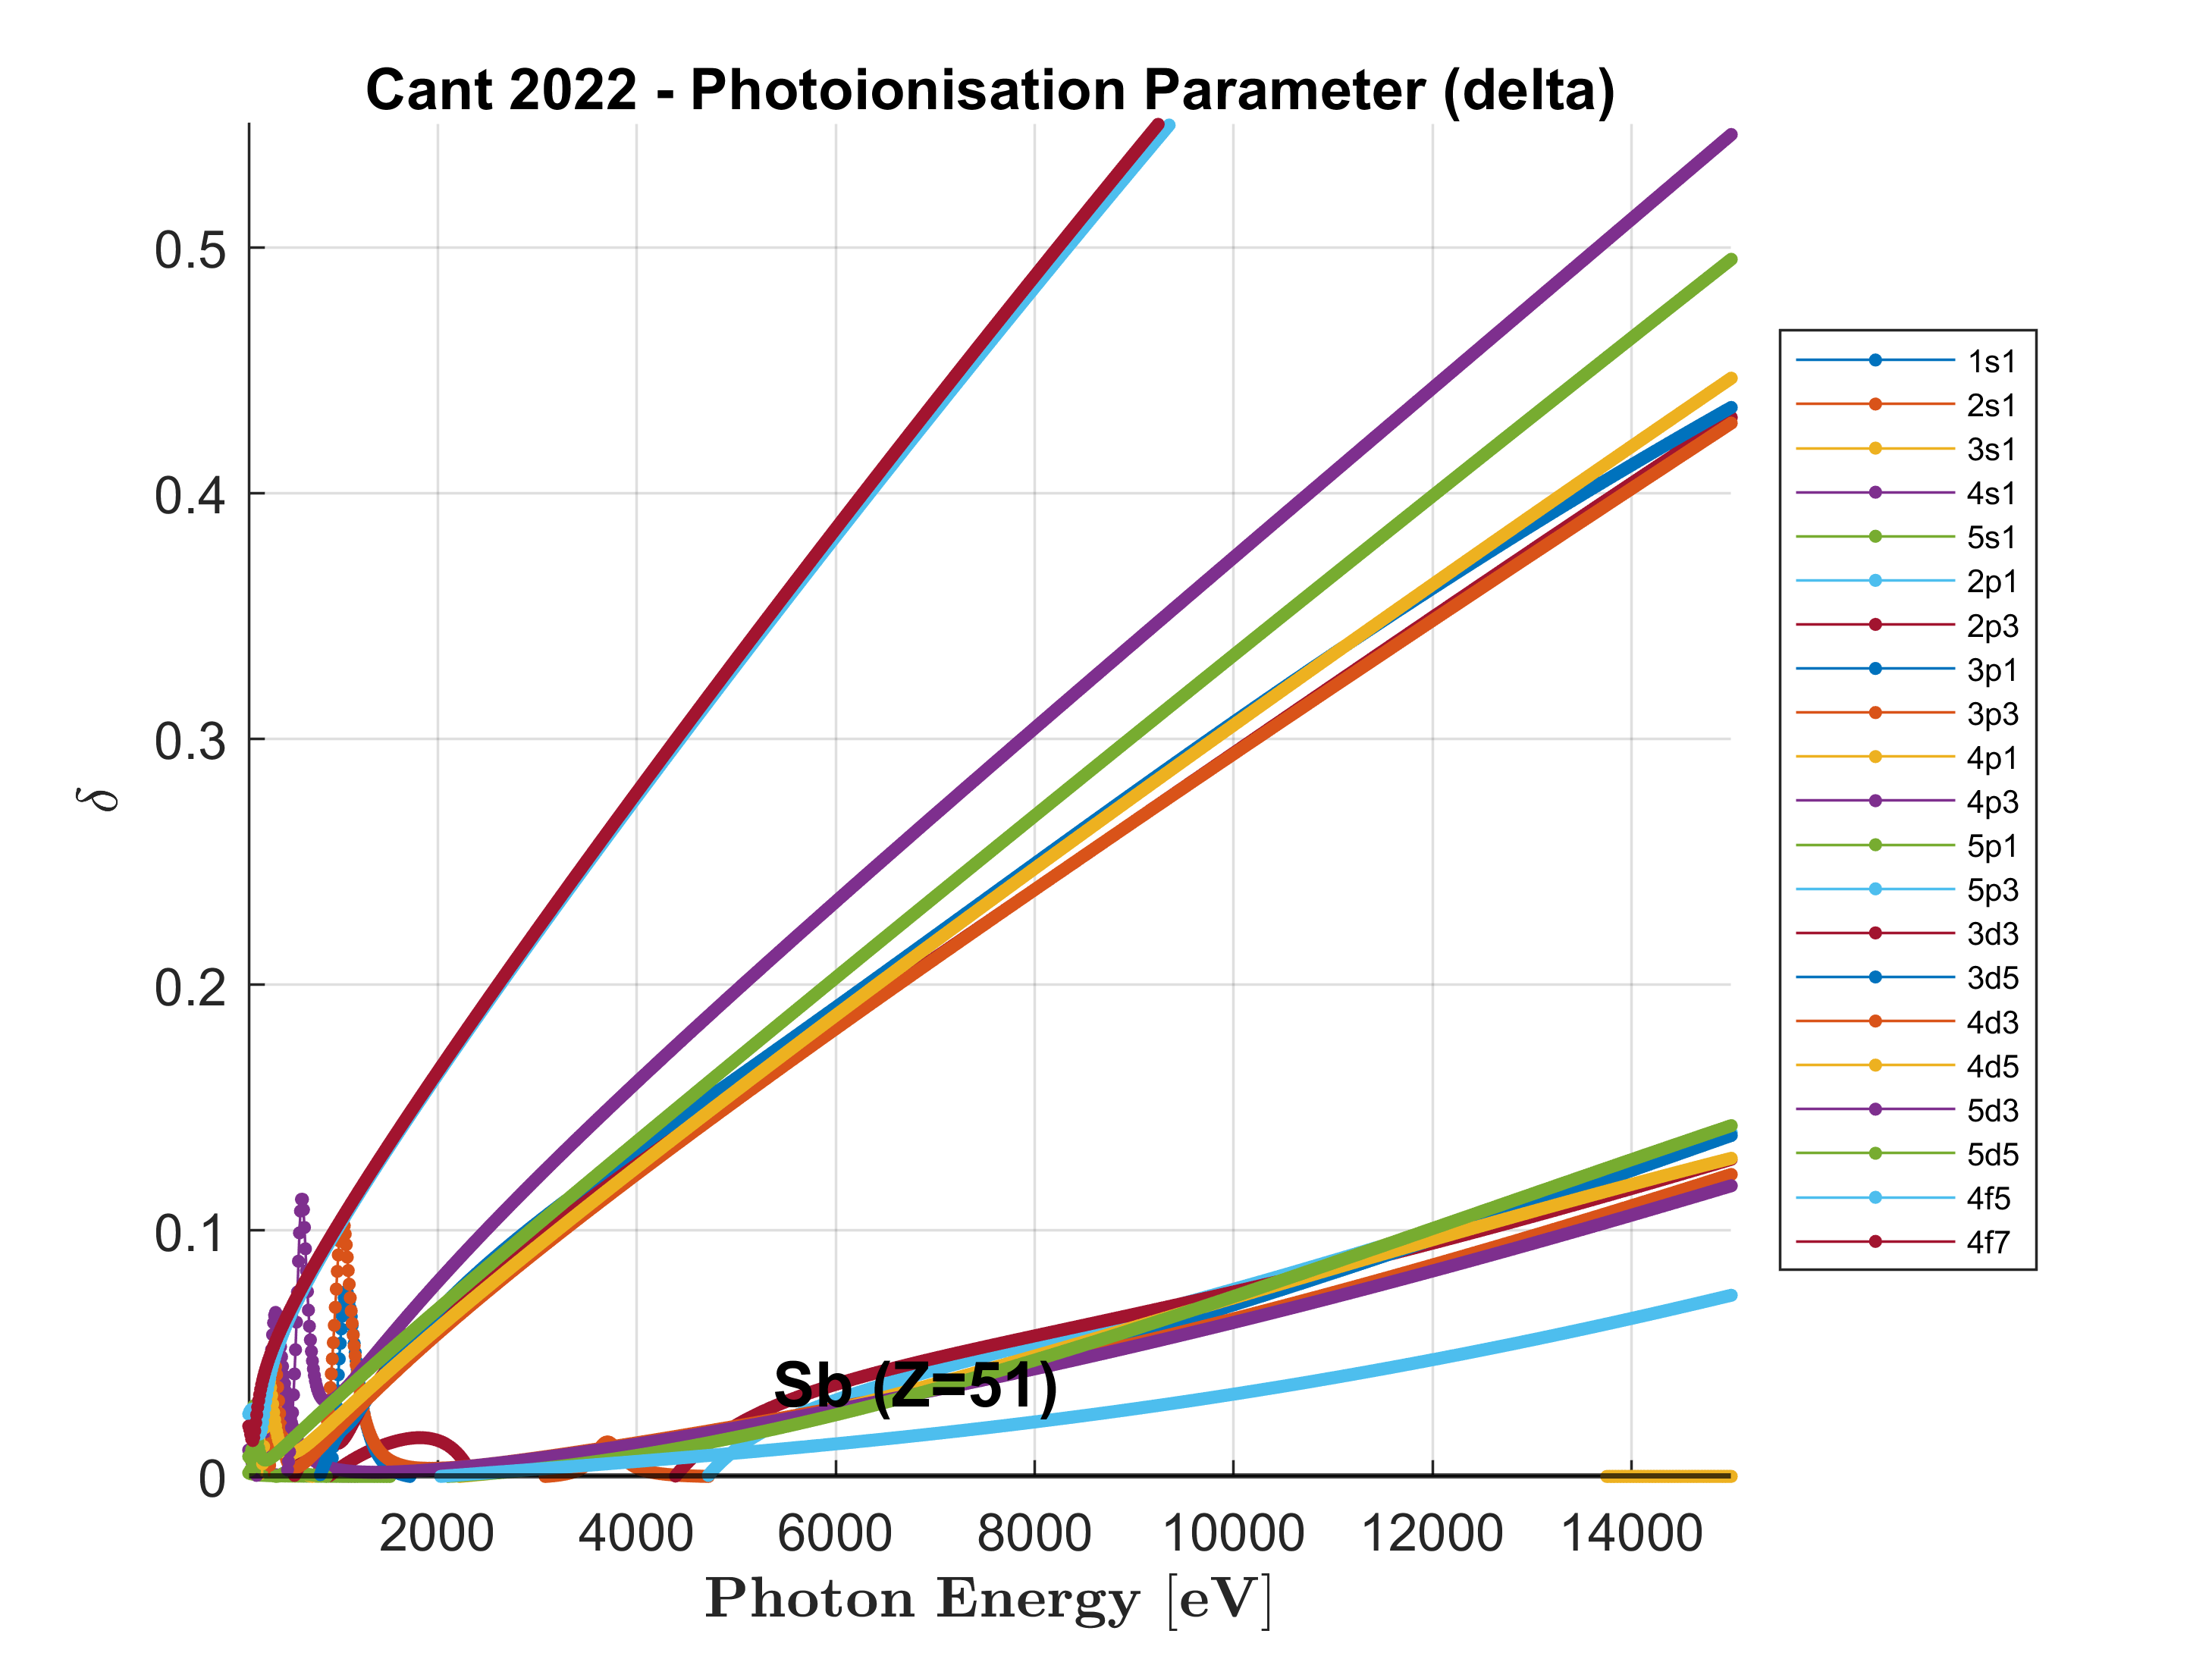 Cant 2022 - Photoionisation Parameter (delta)
0.5
0.4
0.3
0.2
0.1
0
δ
2000 4000 6000 8000 10000 12000 14000
Photon Energy [eV]
Sb (Z=51)
1s1
2s1
3s1
4s1
5s1
2p1
2p3
3p1
3p3
4p1
4p3
5p1
5p3
3d3
3d5
4d3
4d5
5d3
5d5
4f5
4f7